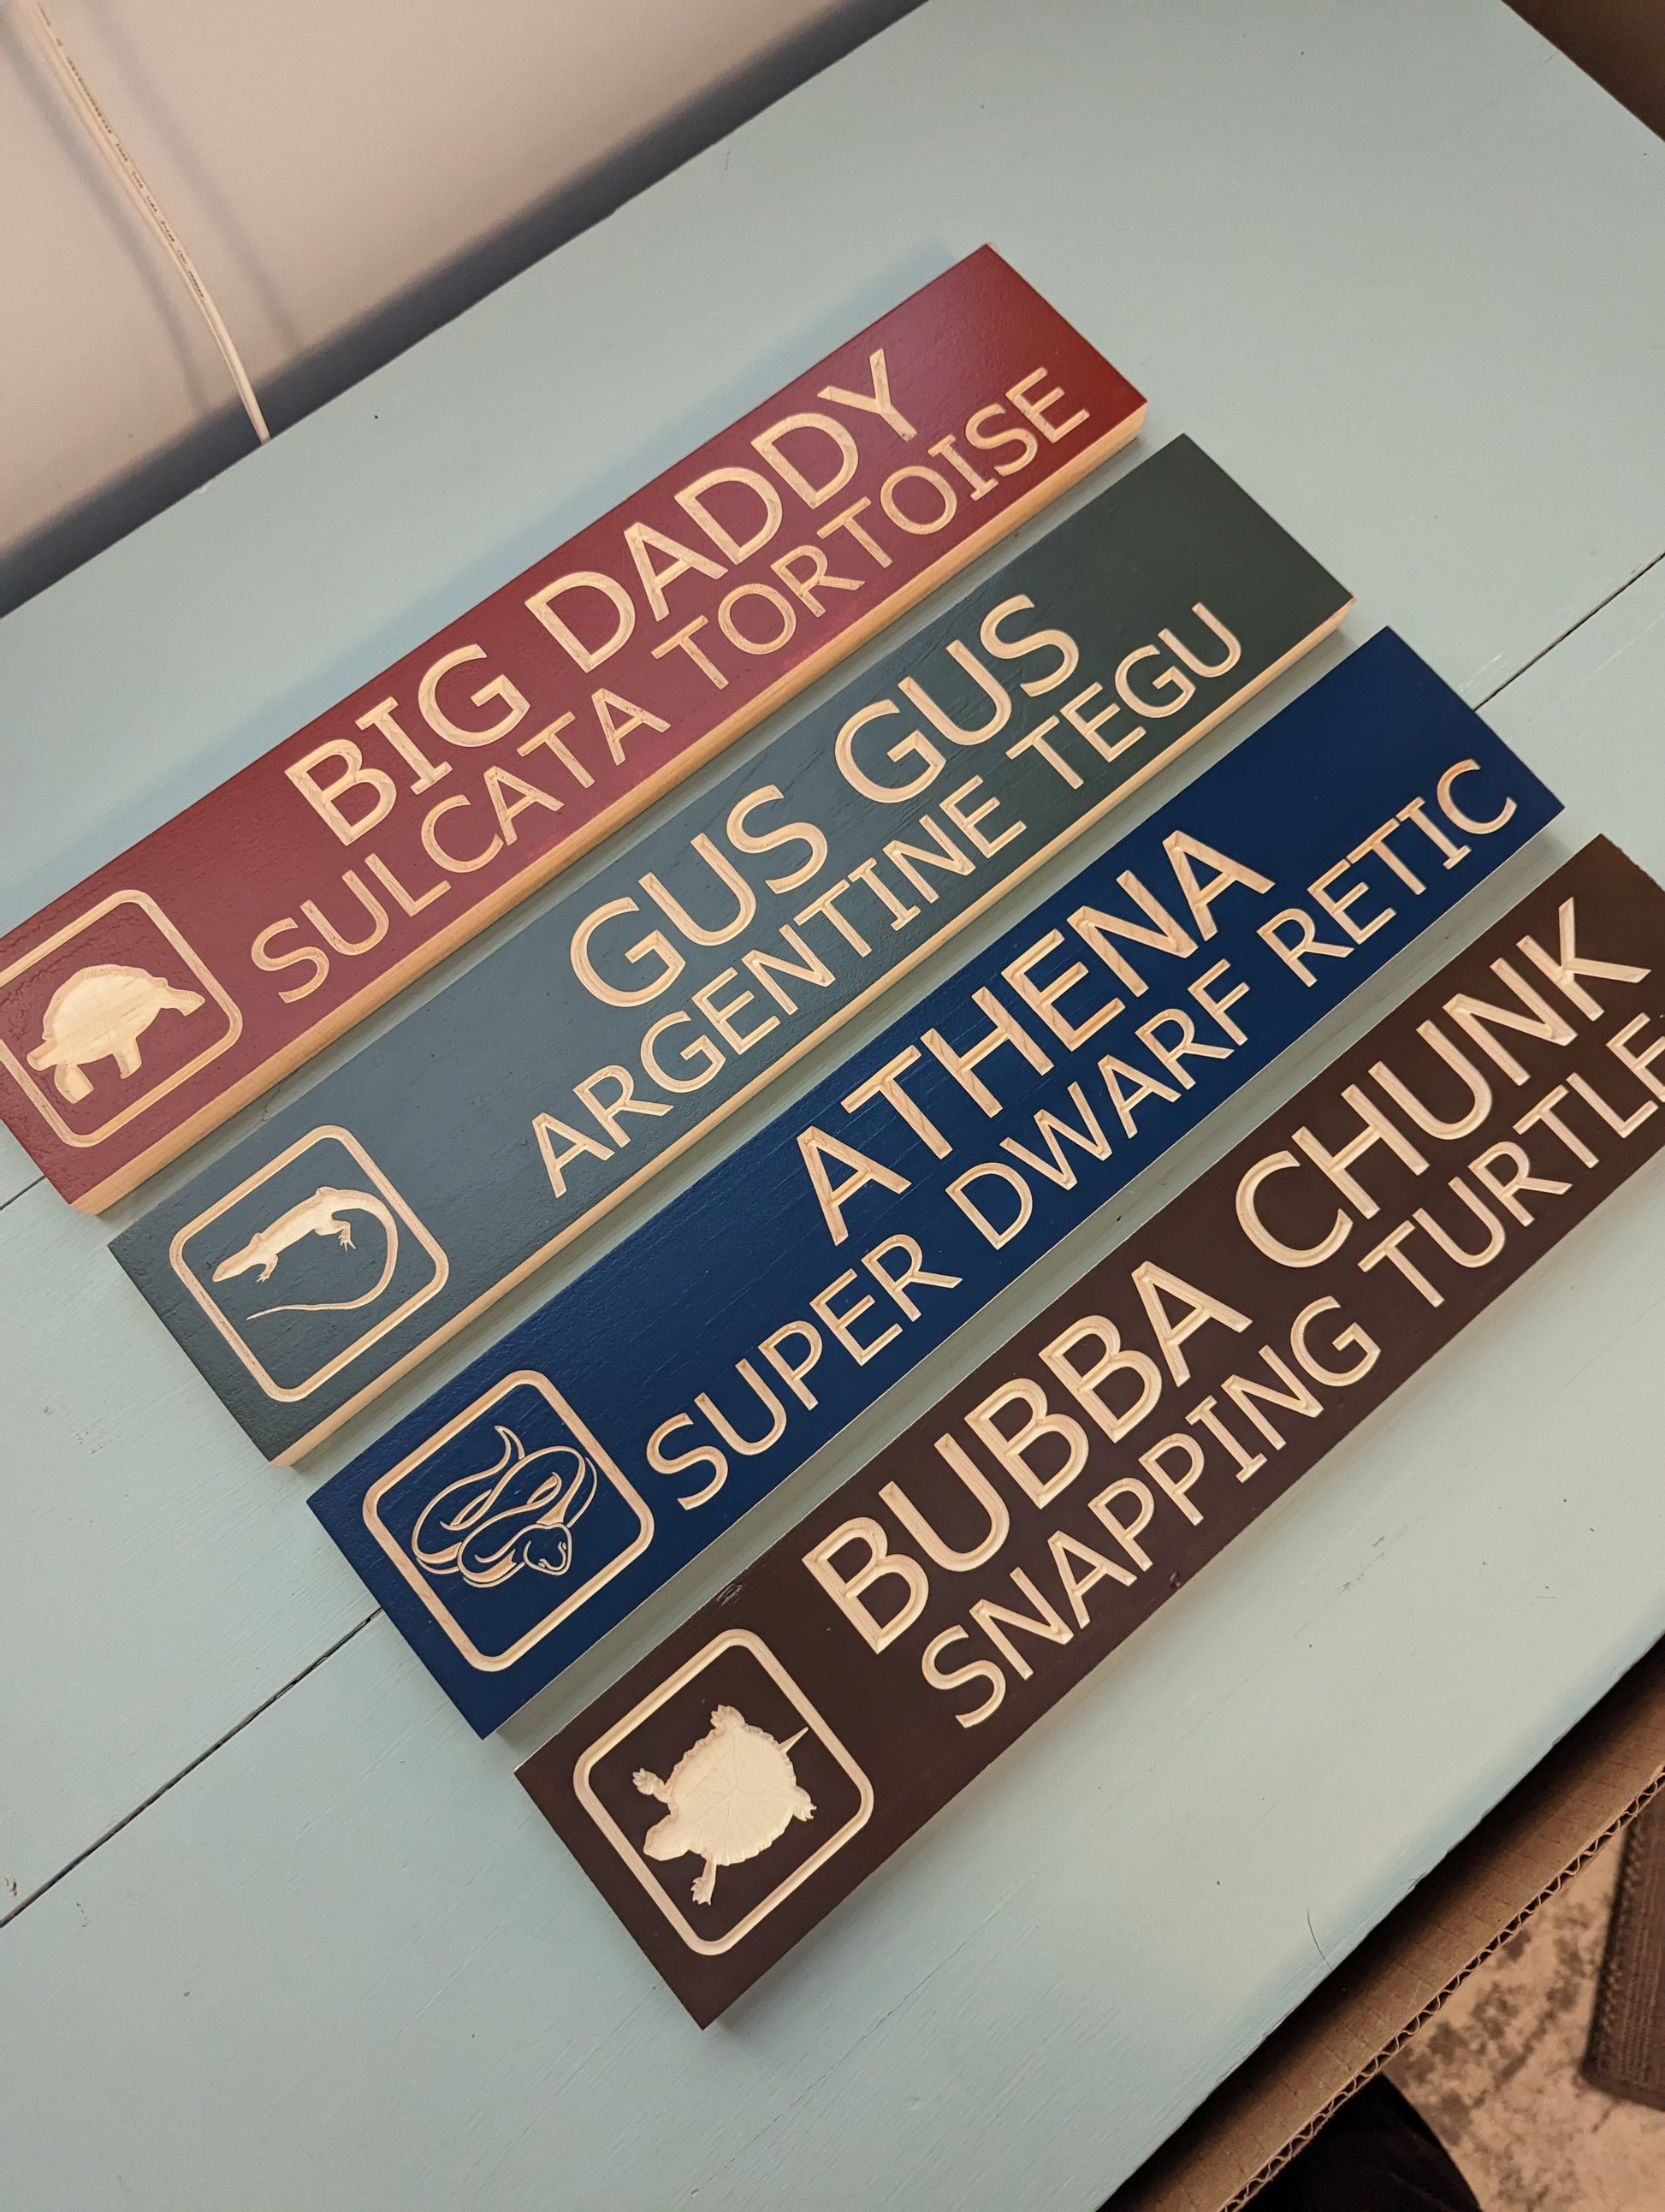 BIG DADDY
SULCATA TORTOISE
GUS GUS
ARGENTINE TEGU
ATHENA
SUPER DWARF RETIC
BUBBA CHUNK
SNAPPING TURTLE